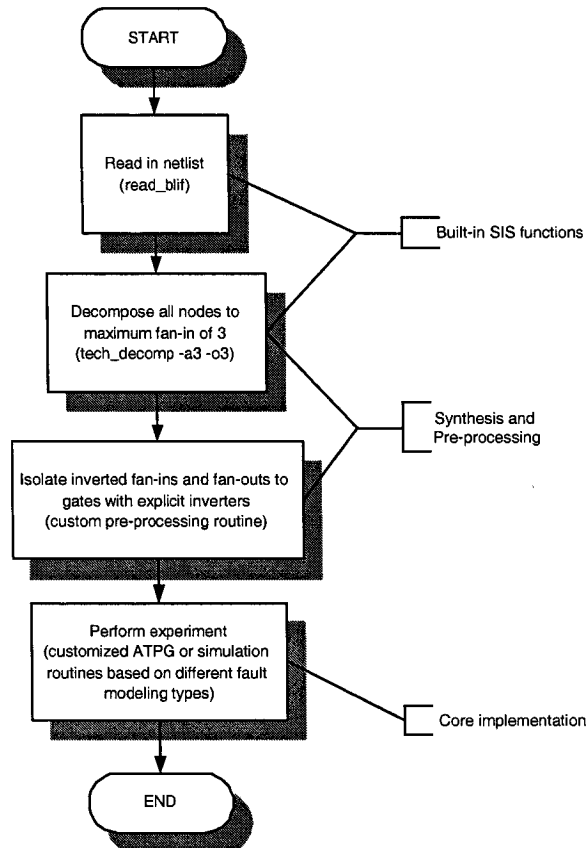 START
Read in netlist
(read_blif)
Built-in SIS functions
Decompose all nodes to
maximum fan-in of 3
(tech_decomp -a3 -o3)
Synthesis and
Pre-processing
Isolate inverted fan-ins and fan-outs to
gates with explicit inverters
(custom pre-processing routine)
Perform experiment
(customized ATPG or simulation
routines based on different fault
modeling types)
Core implementation
END